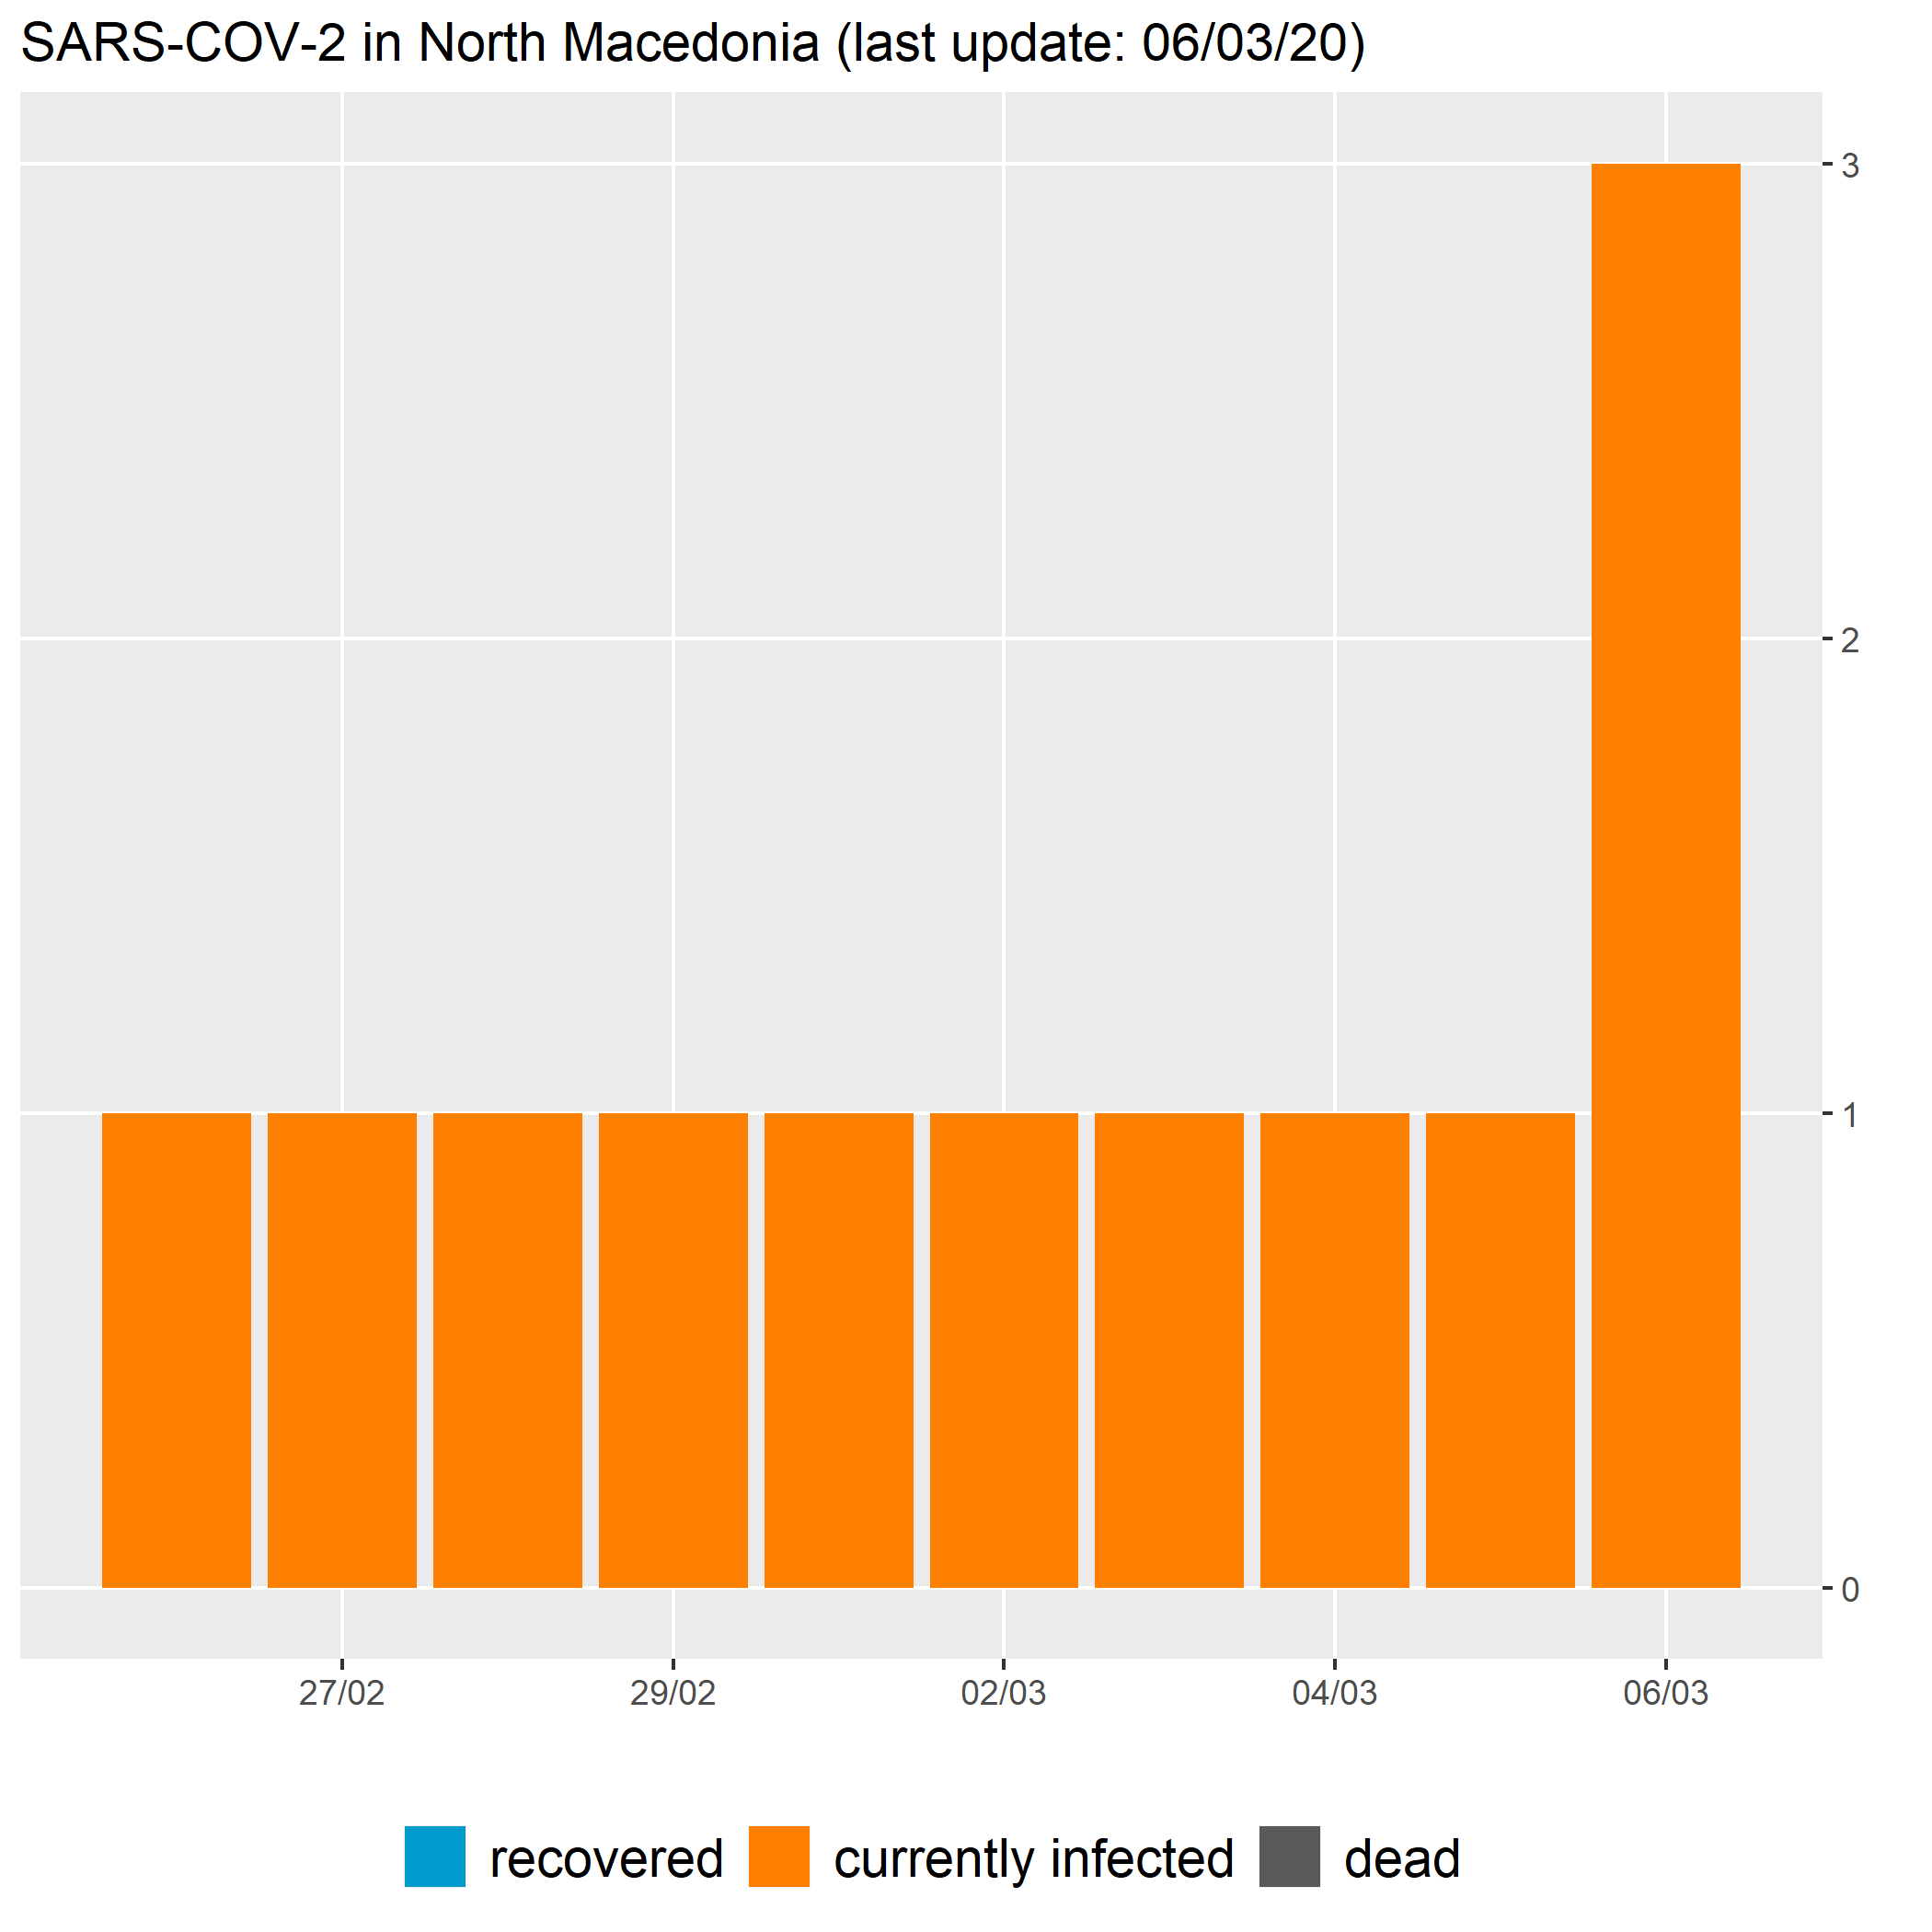 SARS-COV-2 in North Macedonia (last update: 06/03/20)
3
2
1
0
27/02 29/02 02/03 04/03 06/03
recovered currently infected dead